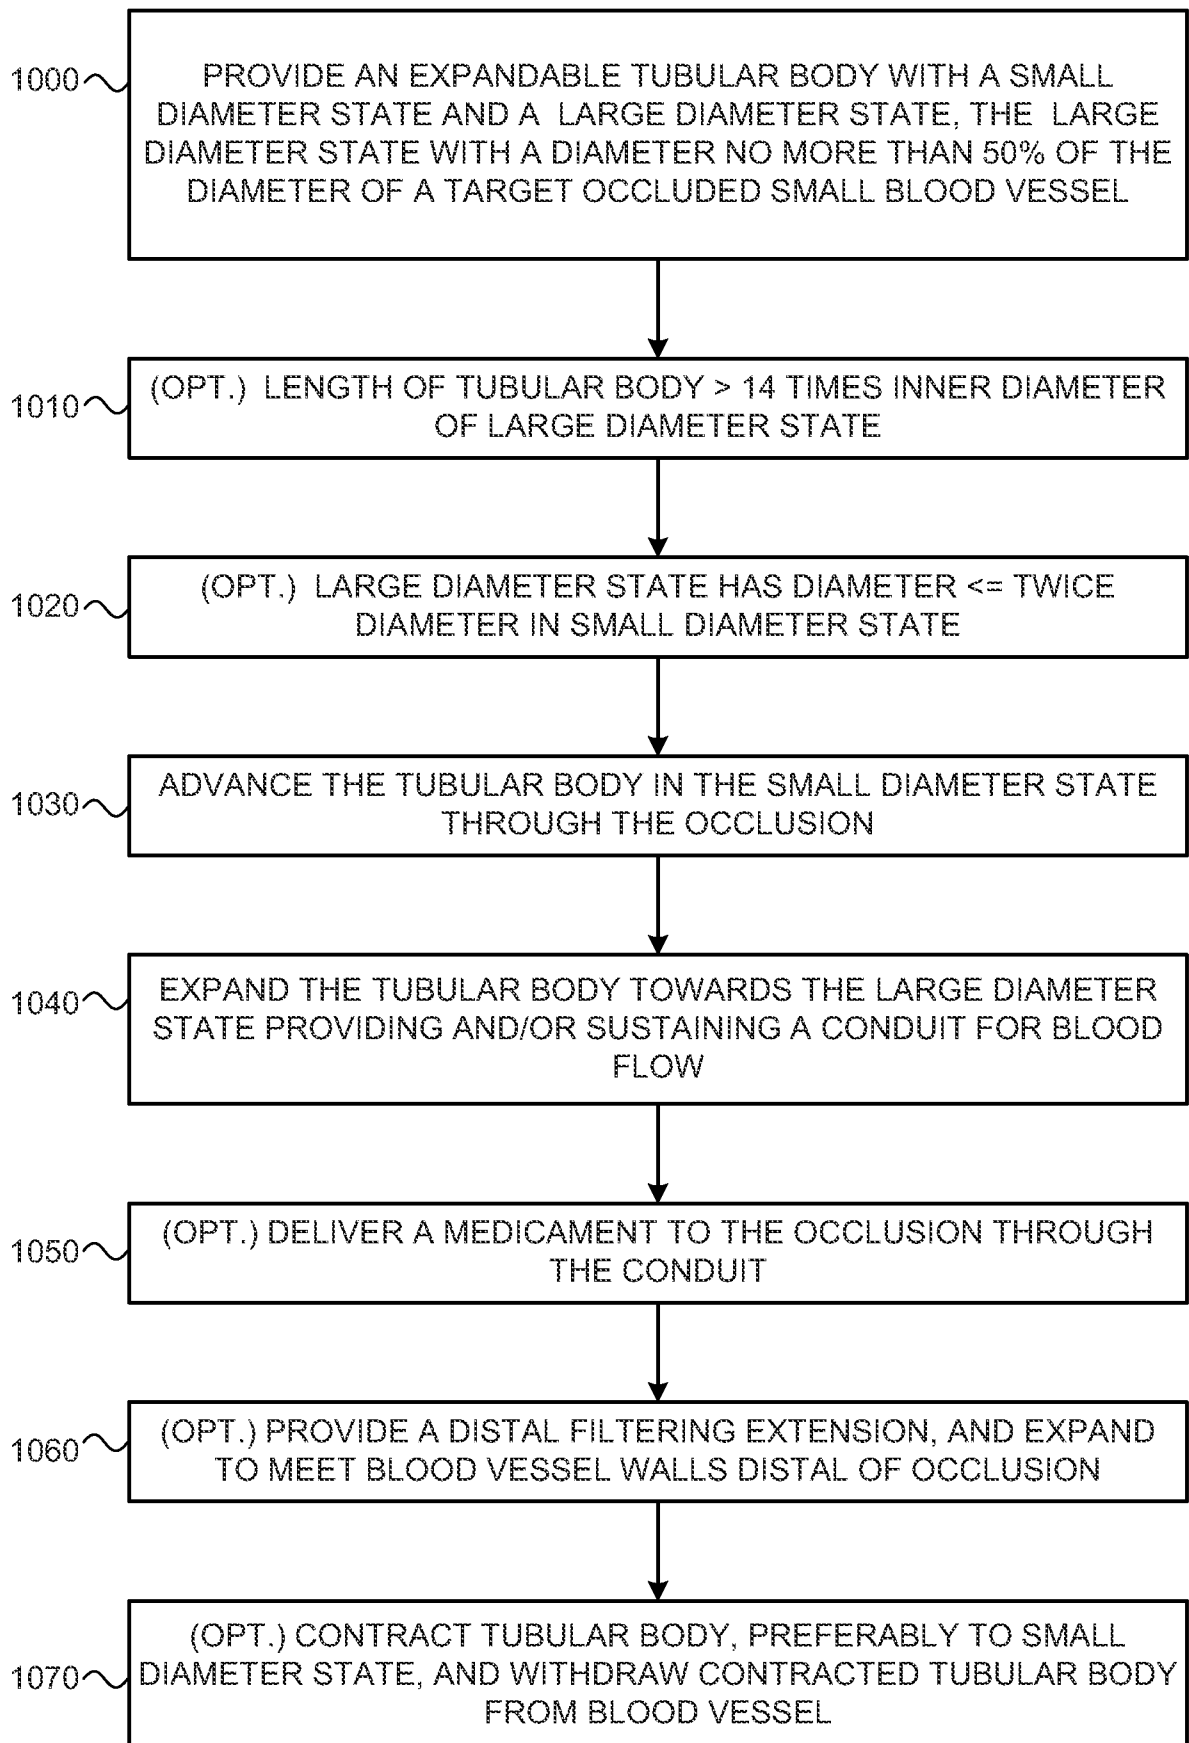 1000
PROVIDE AN EXPANDABLE TUBULAR BODY WITH A SMALL
DIAMETER STATE AND A LARGE DIAMETER STATE, THE LARGE
DIAMETER STATE WITH A DIAMETER NO MORE THAN 50% OF THE
DIAMETER OF A TARGET OCCLUDED SMALL BLOOD VESSEL
1010
(OPT.) LENGTH OF TUBULAR BODY > 14 TIMES INNER DIAMETER
OF LARGE DIAMETER STATE
1020
(OPT.) LARGE DIAMETER STATE HAS DIAMETER <= TWICE
DIAMETER IN SMALL DIAMETER STATE
1030
ADVANCE THE TUBULAR BODY IN THE SMALL DIAMETER STATE
THROUGH THE OCCLUSION
1040
EXPAND THE TUBULAR BODY TOWARDS THE LARGE DIAMETER
STATE PROVIDING AND/OR SUSTAINING A CONDUIT FOR BLOOD
FLOW
1050
(OPT.) DELIVER A MEDICAMENT TO THE OCCLUSION THROUGH
THE CONDUIT
1060
(OPT.) PROVIDE A DISTAL FILTERING EXTENSION, AND EXPAND
TO MEET BLOOD VESSEL WALLS DISTAL OF OCCLUSION
1070
(OPT.) CONTRACT TUBULAR BODY, PREFERABLY TO SMALL
DIAMETER STATE, AND WITHDRAW CONTRACTED TUBULAR BODY
FROM BLOOD VESSEL